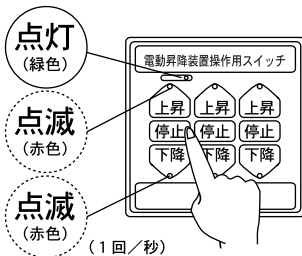 点灯
(緑色)
電動昇降装置操作用スイッチ
点滅
(赤色)
上昇 上昇 上昇
停止 停止 停止
下降 下降 下降
点滅
(赤色)
(1回/秒)